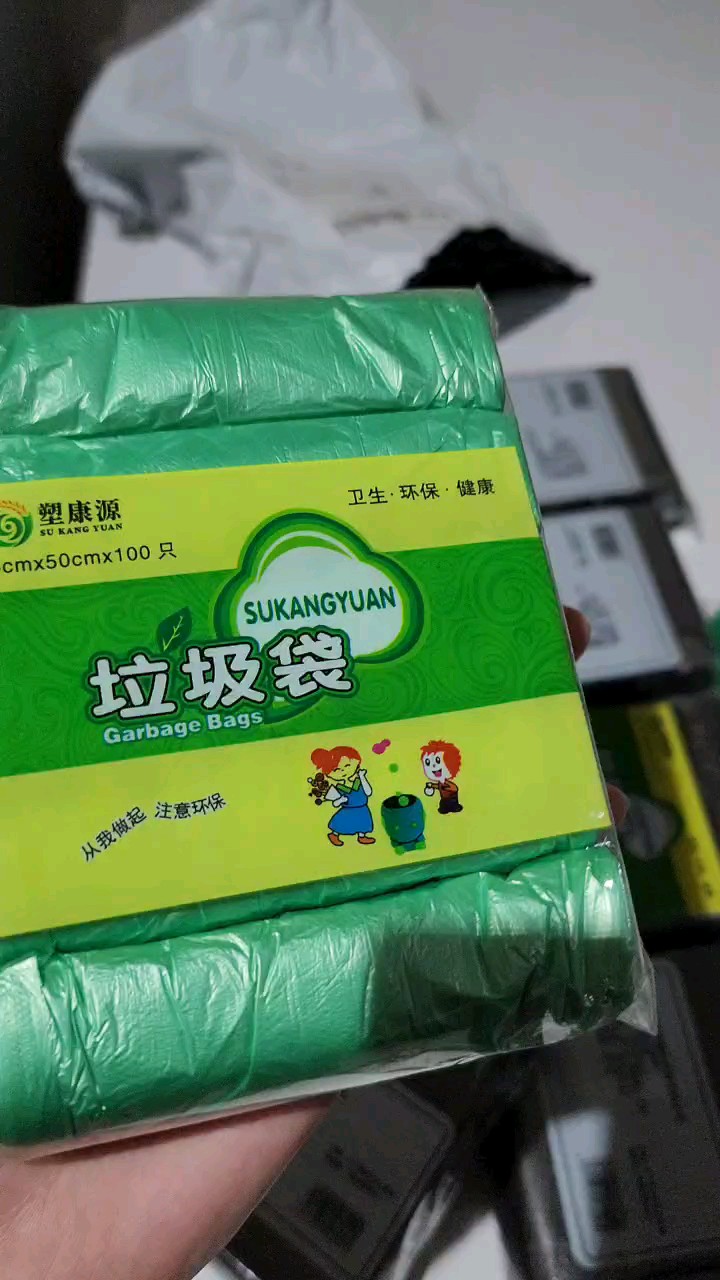 塑康源
SU KANG YUAN
卫生·环保·健康
cmx50cmx100 只
SUKANGYUAN
垃圾袋
Garbage Bags
从我做起 注意环保